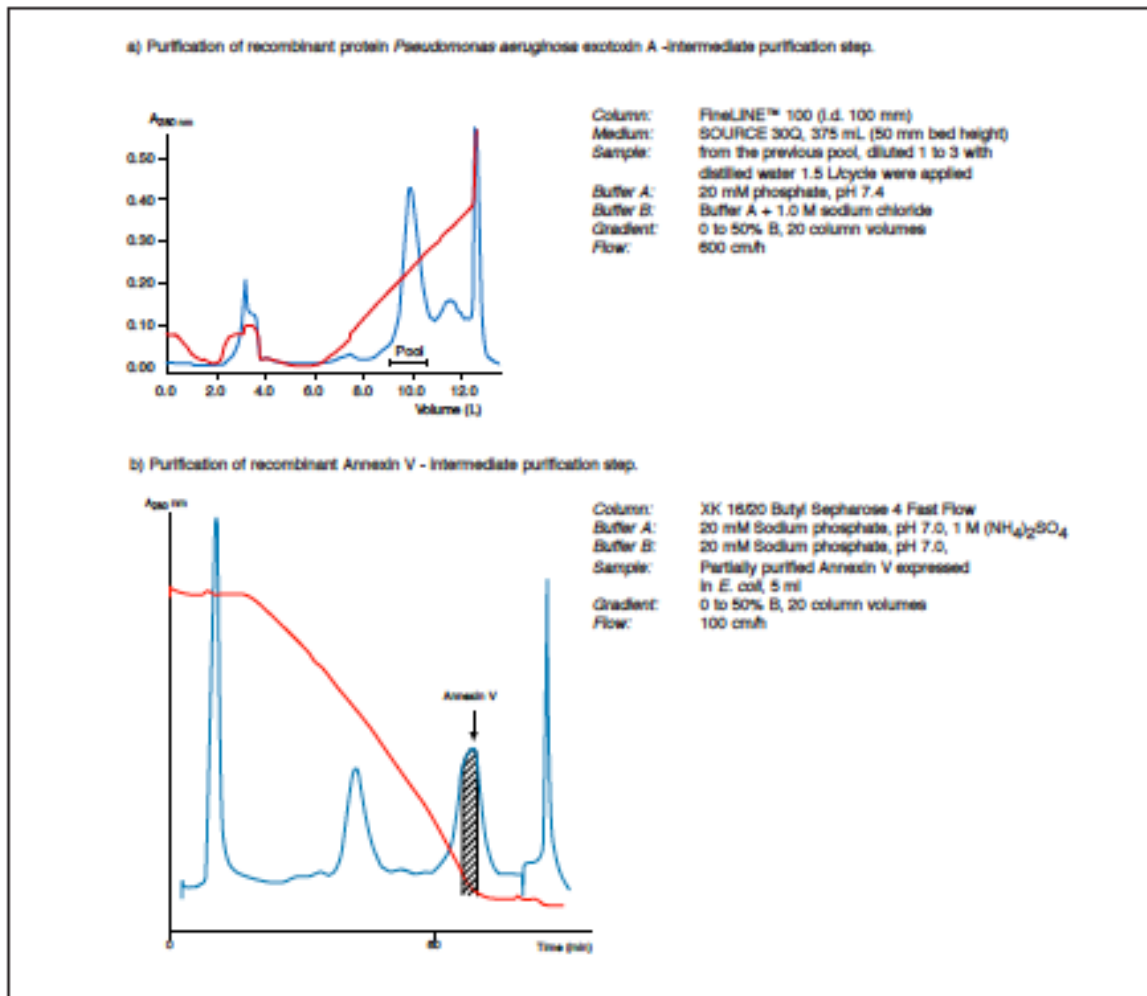 a) Purification of recombinant protein Pseudomonas aeruginosa exotoxin A -intermediate purification step.
A280 nm
0.50
0.40
0.30
0.20
0.10
0.00
Pool
0.0 2.0 4.0 6.0 8.0 10.0 12.0
Volume (L)
Column: FineLINE™ 100 (i.d. 100 mm)
Medium: SOURCE 30Q, 375 mL (50 mm bed height)
Sample: from the previous pool, diluted 1 to 3 with
distilled water 1.5 L/cycle were applied
Buffer A: 20 mM phosphate, pH 7.4
Buffer B: Buffer A + 1.0 M sodium chloride
Gradient: 0 to 50% B, 20 column volumes
Flow: 600 cm/h
b) Purification of recombinant Annexin V - intermediate purification step.
A280 nm
Annexin V
0
Time (min)
Column: XK 16/20 Butyl Sepharose 4 Fast Flow
Buffer A: 20 mM Sodium phosphate, pH 7.0, 1 M (NH4)2SO4
Buffer B: 20 mM Sodium phosphate, pH 7.0,
Sample: Partially purified Annexin V expressed
in E. coli, 5 ml
Gradient: 0 to 50% B, 20 column volumes
Flow: 100 cm/h